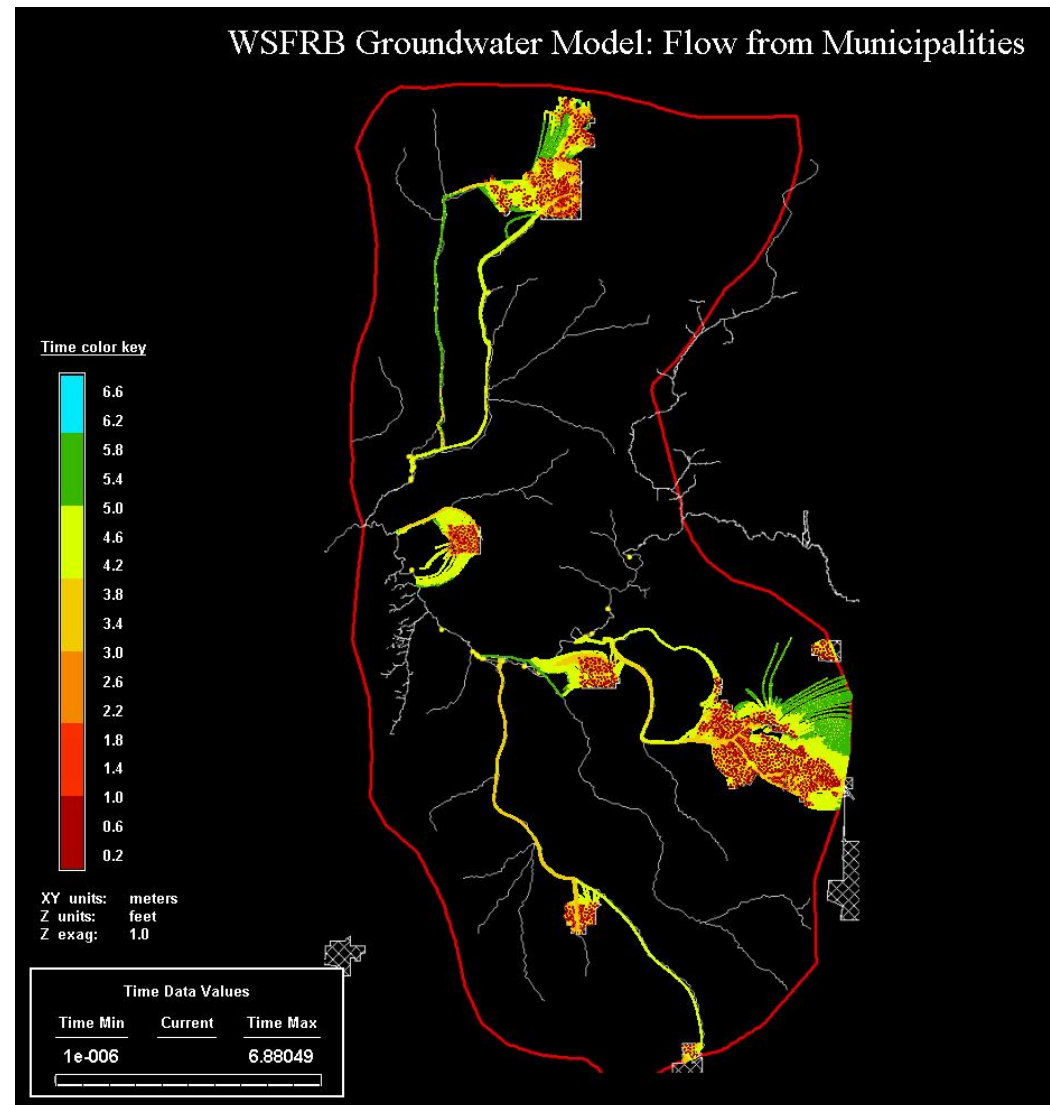 WSFRB Groundwater Model: Flow from Municipalities
Time color key
6.6
6.2
5.8
5.4
5.0
4.6
4.2
3.8
3.4
3.0
2.6
2.2
1.8
1.4
1.0
0.6
0.2
XY units: meters
Z units: feet
Z exag: 1.0
Time Data Values
Time Min Current Time Max
1e-006 6.88049